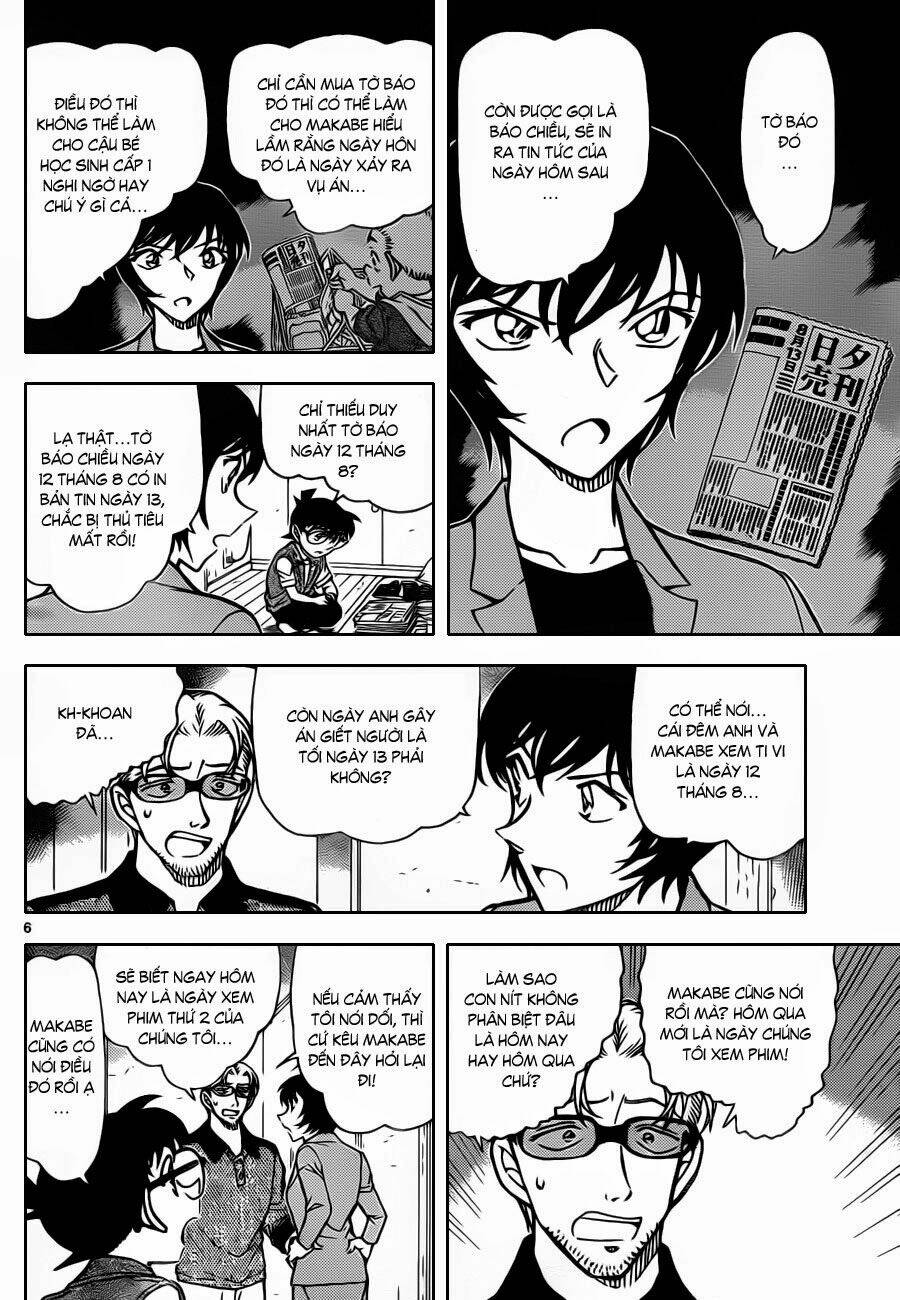 TỜ BÁO
ĐÓ
...
CÒN ĐƯỢC GỌI LÀ
BÁO CHIỀU, SẼ IN
RA TIN TỨC CỦA
NGÀY HÔM SAU
...
夕刊
日売
8月13日
CHỈ CẦN MUA TỜ BÁO
ĐÓ THÌ CÓ THỂ LÀM
CHO MAKABE HIỂU
LẦM RẰNG NGÀY HÔN
ĐÓ LÀ NGÀY XẢY RA
VỤ ÁN...
夕刊
日売
ĐIỀU ĐÓ THÌ
KHÔNG THỂ LÀM
CHO CẬU BÉ
HỌC SINH CẤP 1
NGHI NGỜ HAY
CHÚ Ý GÌ CẢ...
CHỈ THIẾU DUY
NHẤT TỜ BÁO
NGÀY 12 THÁNG
8?
LẠ THẬT...TỜ
BÁO CHIỀU NGÀY
12 THÁNG 8 CÓ IN
BẢN TIN NGÀY 13,
CHẮC BỊ THỦ TIÊU
MẤT RỒI!
CÓ THỂ NÓI...
CÁI ĐÊM ANH VÀ
MAKABE XEM TI VI
LÀ NGÀY 12
THÁNG 8...
CÒN NGÀY ANH GÂY
ÁN GIẾT NGƯỜI LÀ
TỐI NGÀY 13 PHẢI
KHÔNG?
KH-KHOAN
ĐÃ...
6
MAKABE CŨNG NÓI
RỒI MÀ? HÔM QUA
MỚI LÀ NGÀY CHÚNG
TÔI XEM PHIM!
LÀM SAO
CON NÍT KHÔNG
PHÂN BIỆT ĐÂU
LÀ HÔM NAY
HAY HÔM QUA
CHỨ?
NẾU CẢM THẤY
TÔI NÓI DỐI, THÌ
CỨ KÊU MAKABE
ĐẾN ĐÂY HỎI LẠI
ĐI!
SẼ BIẾT NGAY HÔM
NAY LÀ NGÀY XEM
PHIM THỨ 2 CỦA
CHÚNG TÔI...
MAKABE
CŨNG CÓ
NÓI ĐIỀU
ĐÓ RỒI Ạ
...